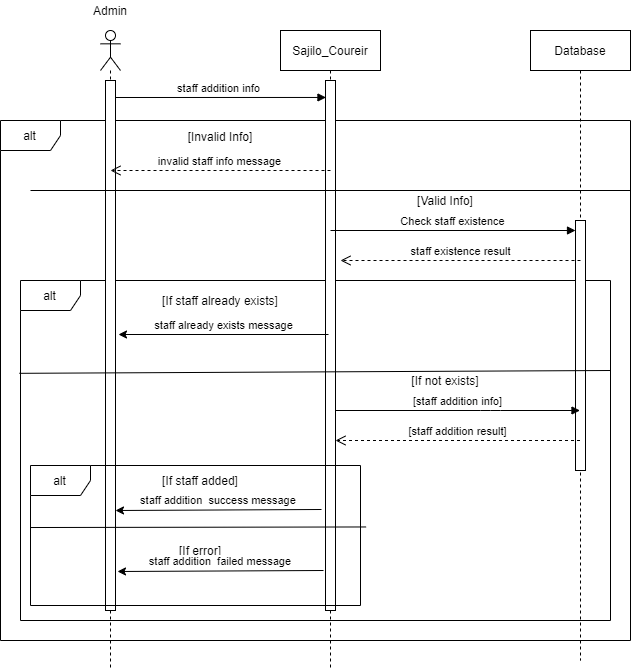 Admin
Sajilo_Coureir
Database
staff addition info
alt
[Invalid Info]
invalid staff info message
[Valid Info]
Check staff existence
staff existence result
alt
[If staff already exists]
staff already exists message
[If not exists]
[staff addition info]
[staff addition result]
alt
[If staff added]
staff addition  success message
[If error]
staff addition  failed message